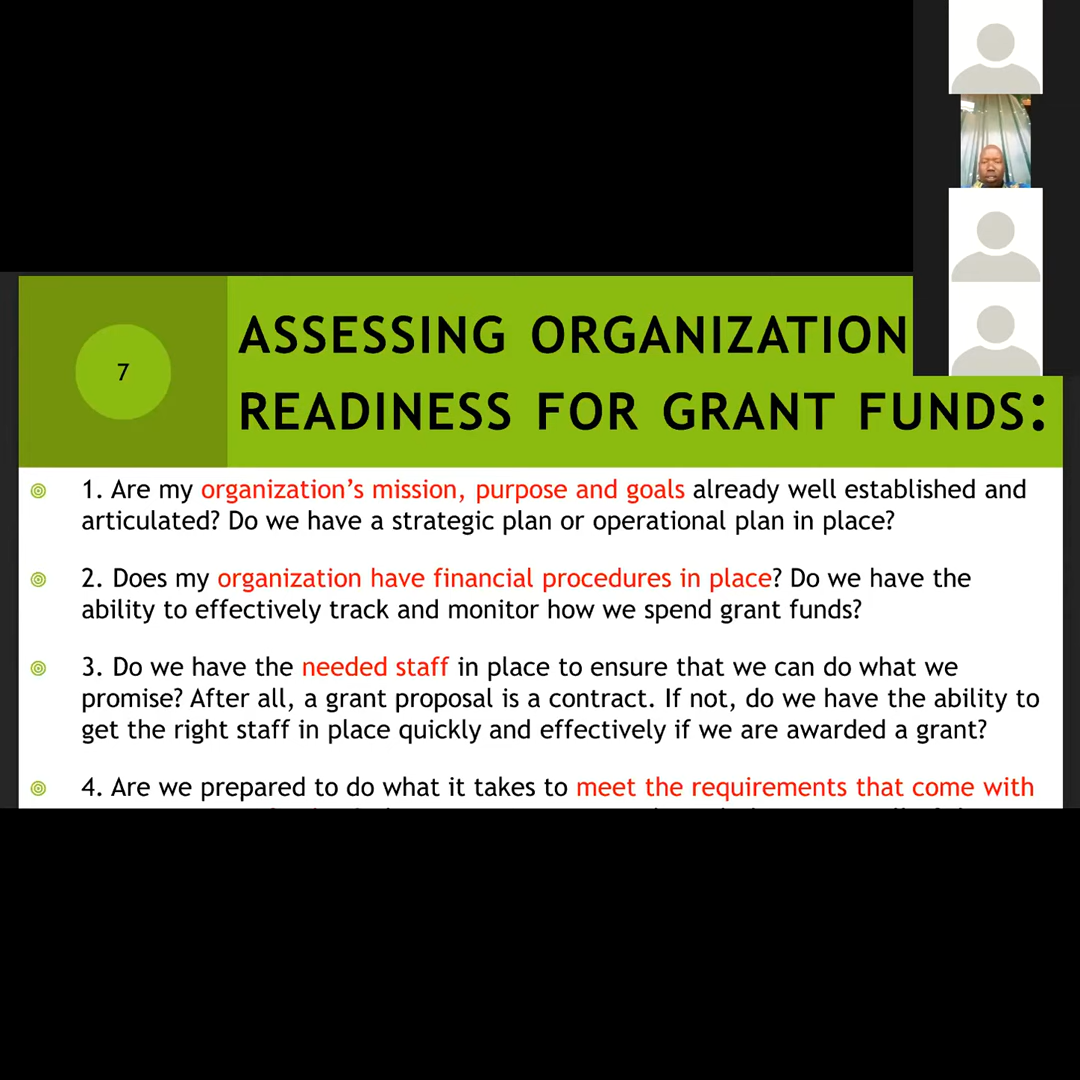 7
ASSESSING ORGANIZATION
READINESS FOR GRANT FUNDS:
1. Are my organization’s mission, purpose and goals already well established and
articulated? Do we have a strategic plan or operational plan in place?
2. Does my organization have financial procedures in place? Do we have the
ability to effectively track and monitor how we spend grant funds?
3. Do we have the needed staff in place to ensure that we can do what we
promise? After all, a grant proposal is a contract. If not, do we have the ability to
get the right staff in place quickly and effectively if we are awarded a grant?
4. Are we prepared to do what it takes to meet the requirements that come with